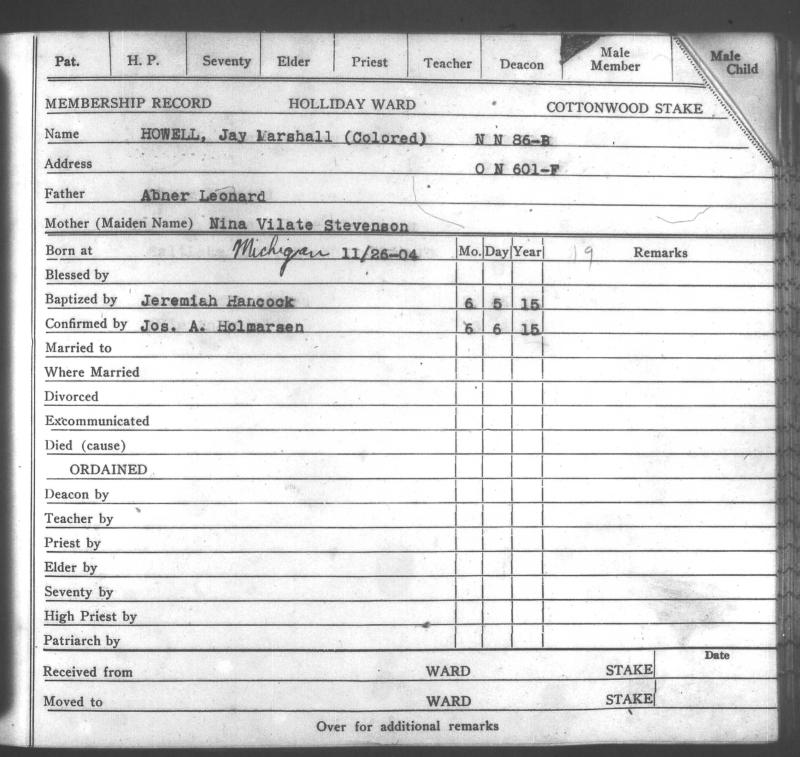 Pat. H. P. Seventy Elder Priest Teacher Deacon Male Member Male Child
MEMBERSHIP RECORD HOLLIDAY WARD COTTONWOOD STAKE
Name HOWELL, Jay Marshall (Colored) N N 86-B
Address O N 601-F
Father Abner Leonard
Mother (Maiden Name) Nina Vilate Stevenson
Born at Michigan 11/26-04 Mo. Day Year 19 Remarks
Blessed by
Baptized by Jeremiah Hancock 6 5 15
Confirmed by Jos. A. Holmarsen 6 6 15
Married to
Where Married
Divorced
Excommunicated
Died (cause)
ORDAINED
Deacon by
Teacher by
Priest by
Elder by
Seventy by
High Priest by
Patriarch by
Date
Received from WARD STAKE
Moved to WARD STAKE
Over for additional remarks